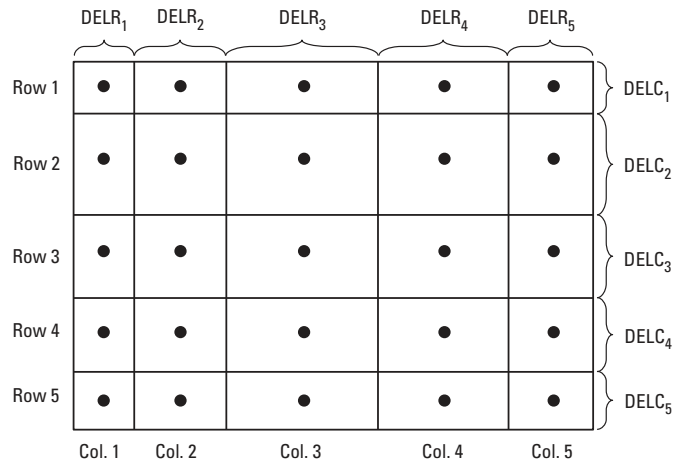 DELR₁ DELR₂ DELR₃ DELR₄ DELR₅
Row 1 DELC₁
Row 2 DELC₂
Row 3 DELC₃
Row 4 DELC₄
Row 5 DELC₅
Col. 1 Col. 2 Col. 3 Col. 4 Col. 5